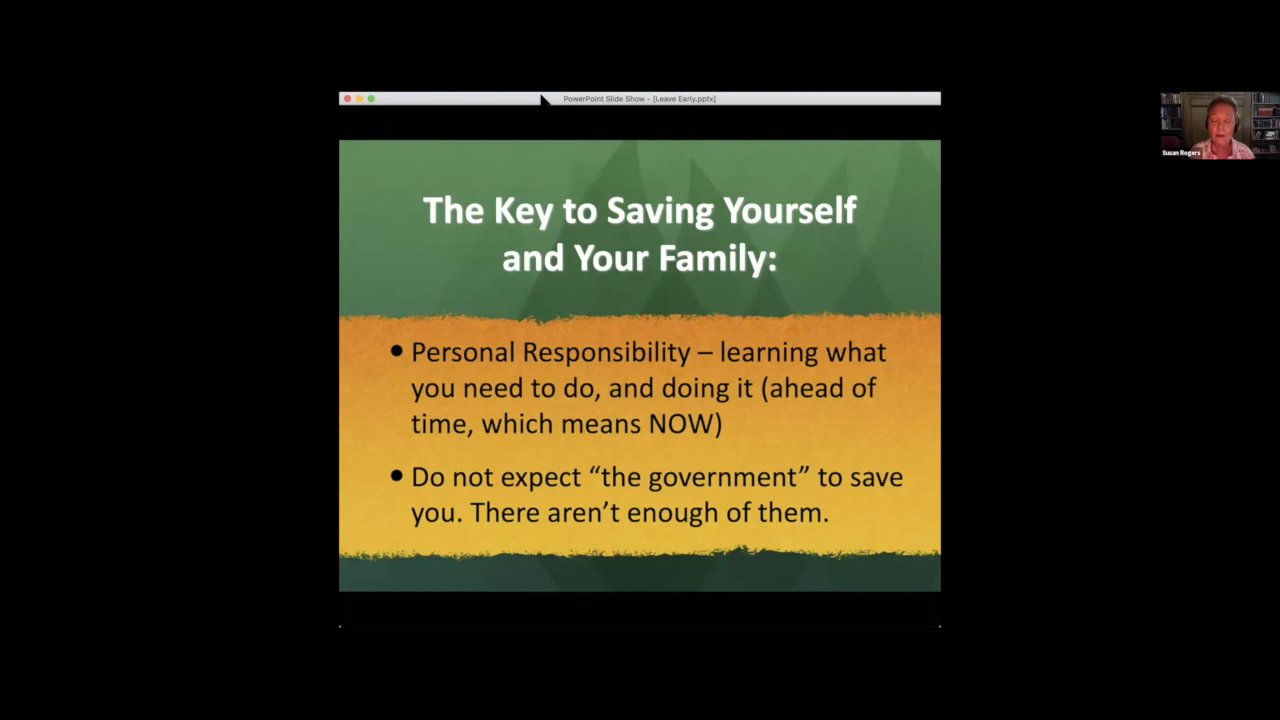 PowerPoint Slide Show - [Leave Early.pptx]
The Key to Saving Yourself
and Your Family:
• Personal Responsibility – learning what
you need to do, and doing it (ahead of
time, which means NOW)
• Do not expect “the government” to save
you. There aren’t enough of them.
Susan Rogers